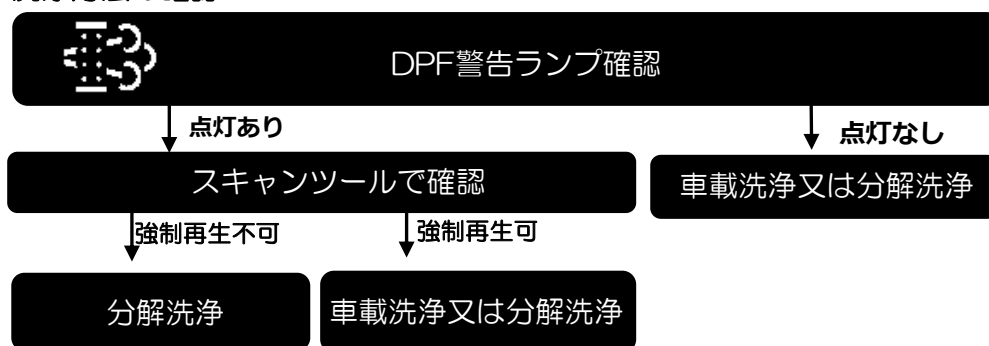 DPF警告ランプ確認
点灯あり
点灯なし
スキャンツールで確認
車載洗浄又は分解洗浄
強制再生不可
強制再生可
分解洗浄
車載洗浄又は分解洗浄